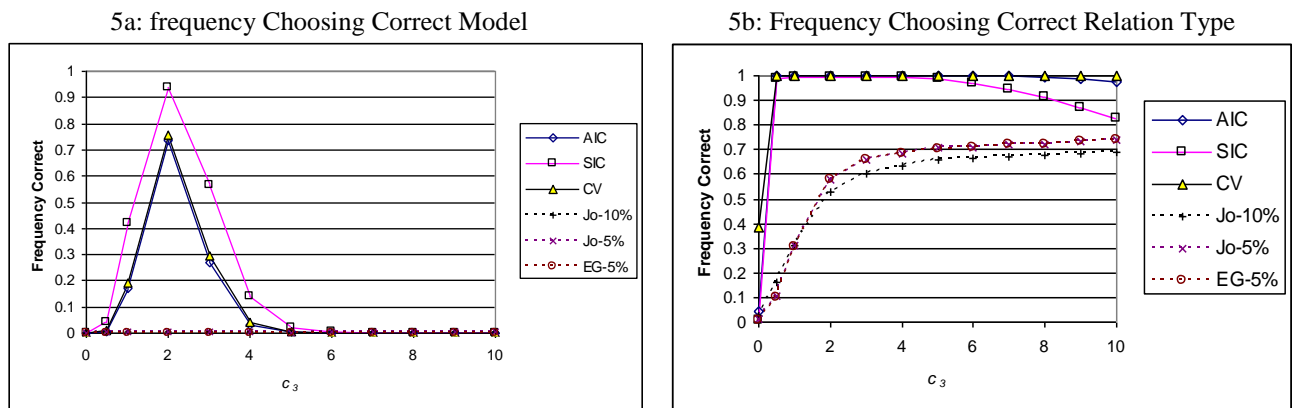 5a: frequency Choosing Correct Model
1
0.9
0.8
0.7
0.6
0.5
0.4
0.3
0.2
0.1
0
Frequency Correct
0 2 4 6 8 10
c3
AIC
SIC
CV
Jo-10%
Jo-5%
EG-5%
5b: Frequency Choosing Correct Relation Type
1
0.9
0.8
0.7
0.6
0.5
0.4
0.3
0.2
0.1
0
Frequency Correct
0 2 4 6 8 10
c3
AIC
SIC
CV
Jo-10%
Jo-5%
EG-5%